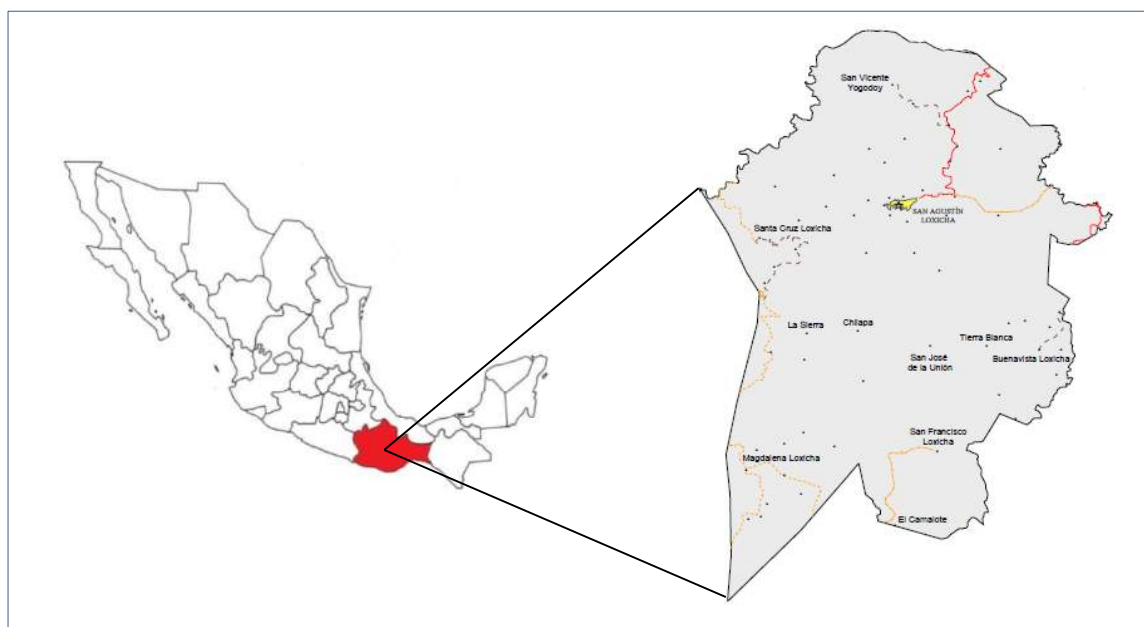 San Vicente
Yogodoy
SAN AGUSTÍN
LOXICHA
Santa Cruz Loxicha
La Sierra
Chilapa
Tierra Blanca
San José
de la Unión
Buenavista Loxicha
San Francisco
Loxicha
Magdalena Loxicha
El Camalote